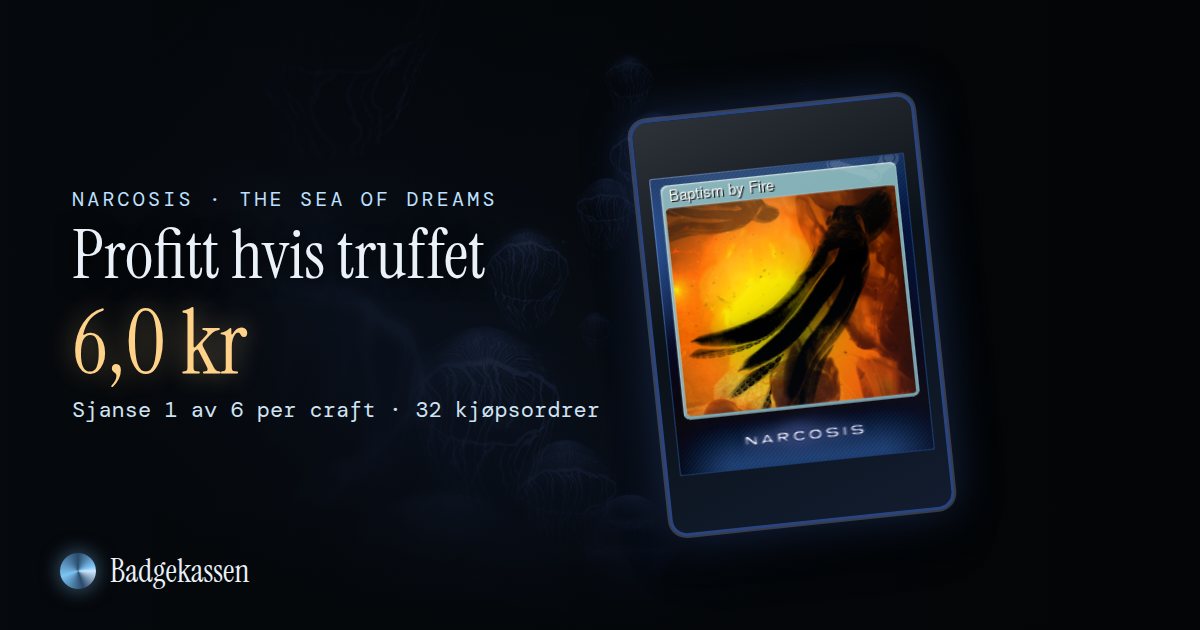 NARCOSIS · THE SEA OF DREAMS
Profitt hvis truffet
6,0 kr
Sjanse 1 av 6 per craft · 32 kjøpsordrer
Badgekassen
Baptism by Fire
NARCOSIS